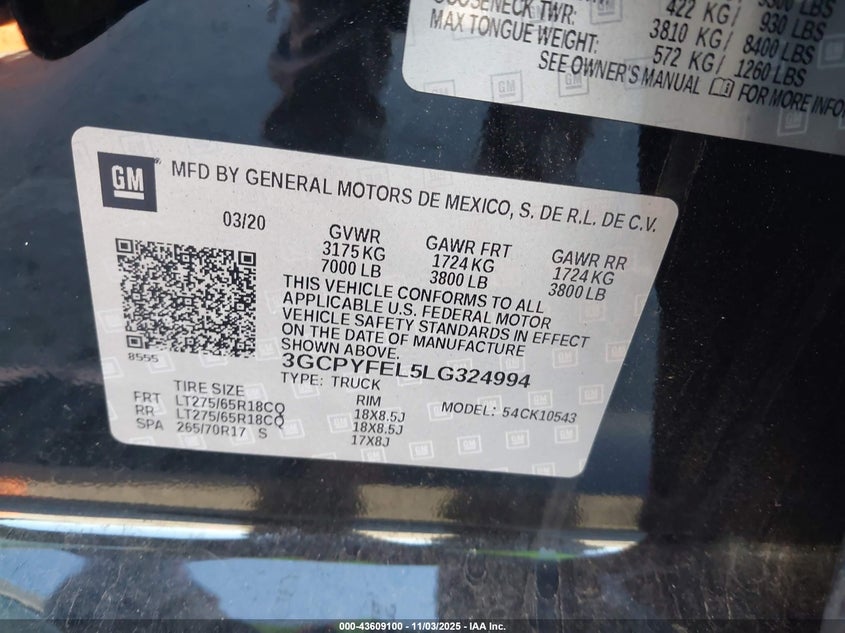 422 KG/ 930 LBS
MAX TONGUE WEIGHT: 3810 KG/ 8400 LBS
572 KG/ 1260 LBS
SEE OWNER'S MANUAL FOR MORE INFOR
GM
MFD BY GENERAL MOTORS DE MEXICO, S. DE R.L. DE C.V.
03/20
GVWR GAWR FRT GAWR RR
3175 KG 1724 KG 1724 KG
7000 LB 3800 LB 3800 LB
THIS VEHICLE CONFORMS TO ALL
APPLICABLE U.S. FEDERAL MOTOR
VEHICLE SAFETY STANDARDS IN EFFECT
ON THE DATE OF MANUFACTURE
SHOWN ABOVE.
8555
3GCPYFEL5LG324994
TYPE: TRUCK
MODEL: 54CK10543
TIRE SIZE RIM
FRT LT275/65R18CQ 18X8.5J
RR LT275/65R18CQ 18X8.5J
SPA 265/70R17 S 17X8J
000-43609100 - 11/03/2025 - IAA Inc.